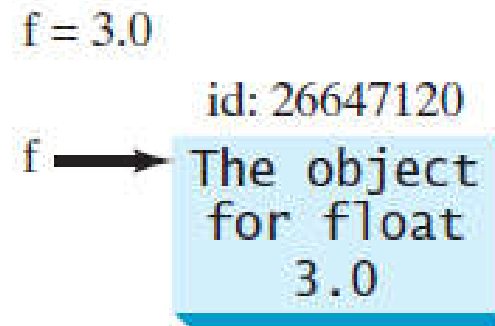 f = 3.0
id: 26647120
f
The object
for float
3.0